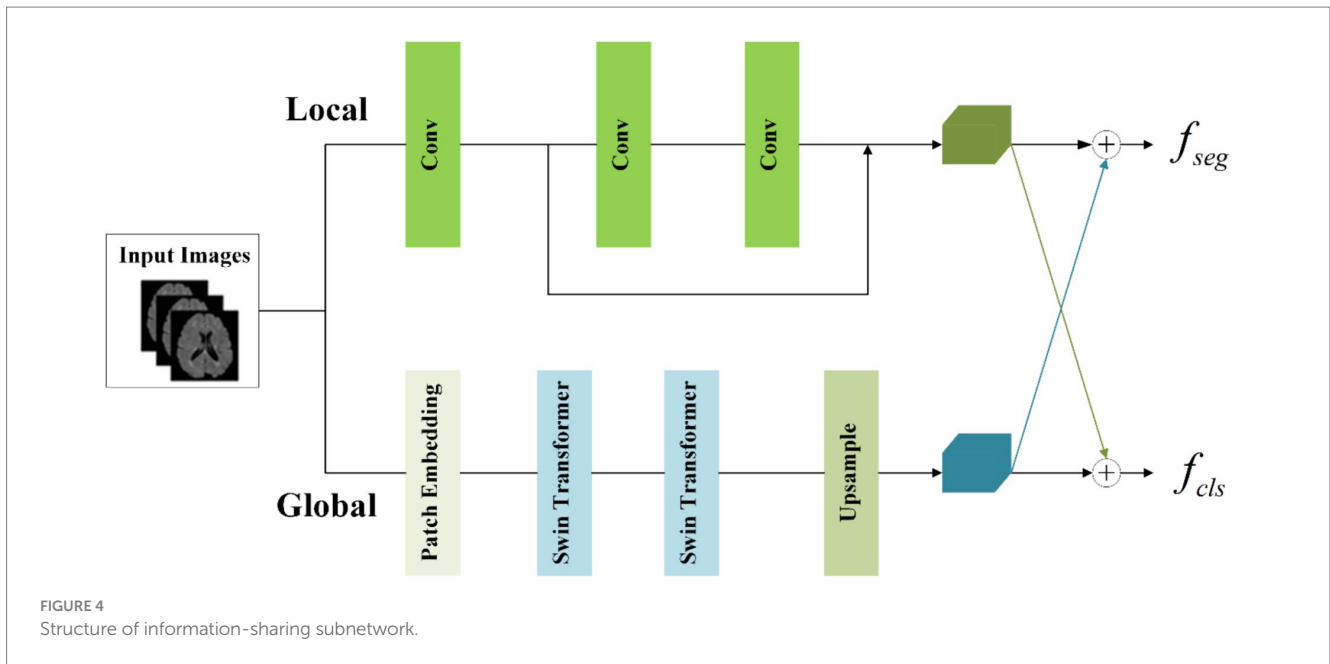 Local
Conv
Conv
Conv
f_seg
Input Images
Global
Patch Embedding
Swin Transformer
Swin Transformer
Upsample
f_cls
FIGURE 4
Structure of information-sharing subnetwork.